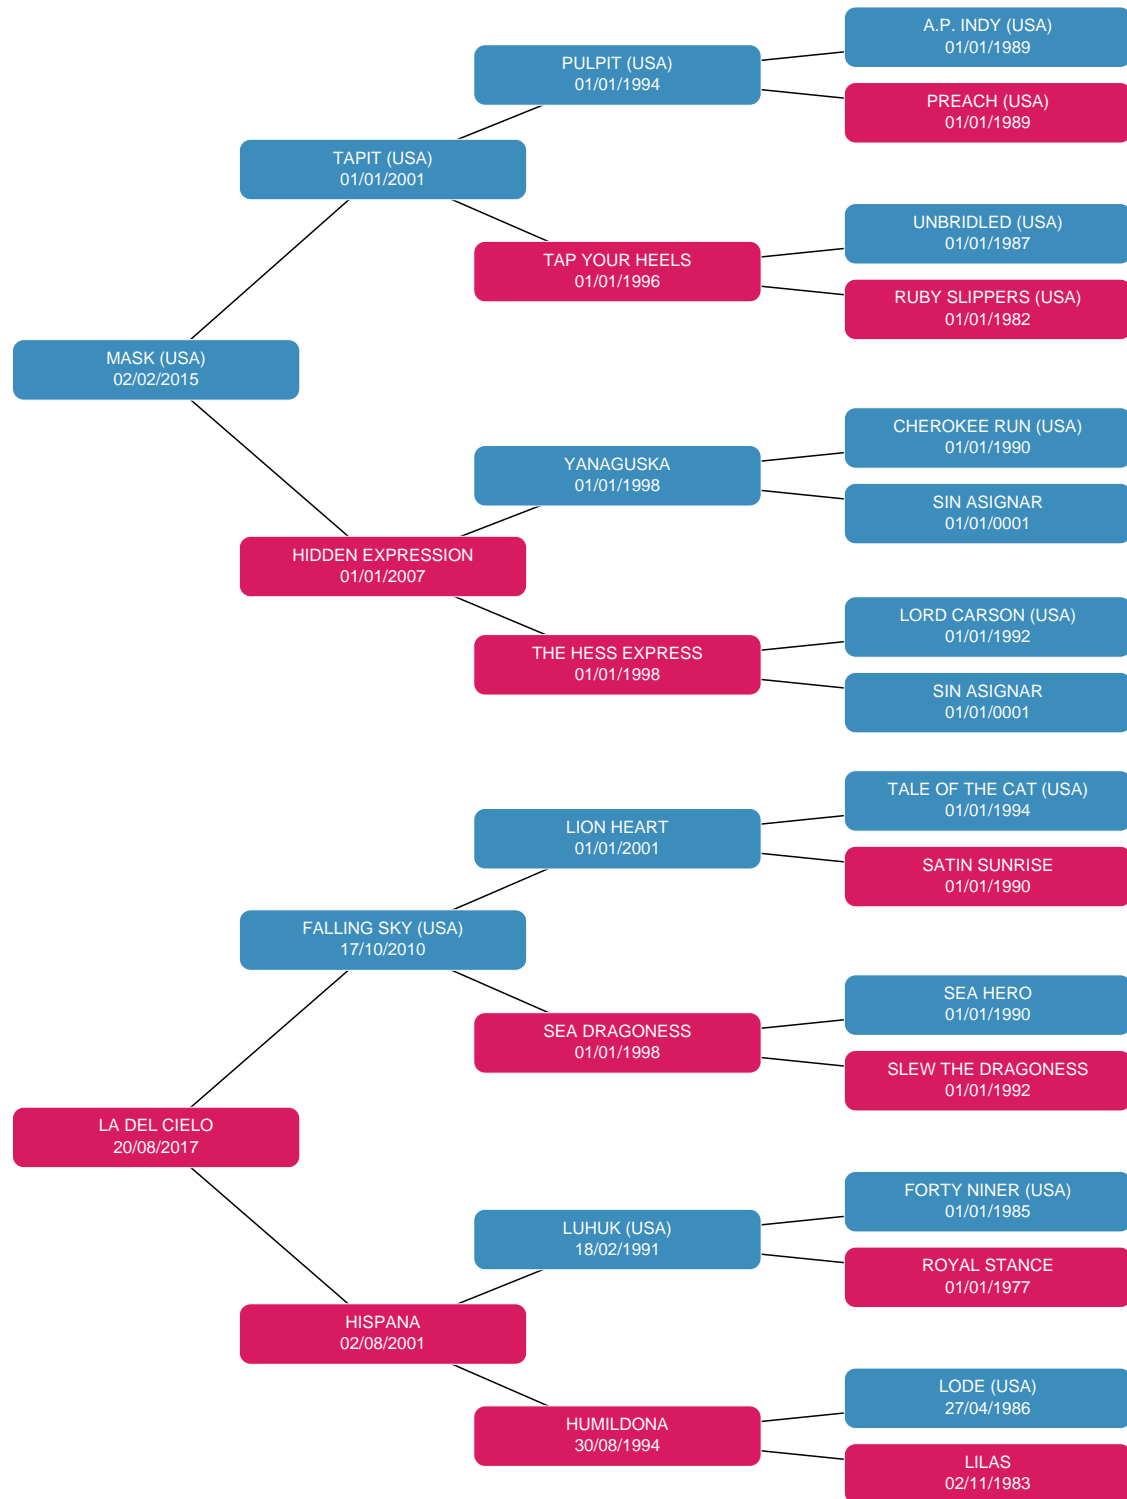 A.P. INDY (USA)
01/01/1989
PULPIT (USA)
01/01/1994
PREACH (USA)
01/01/1989
TAPIT (USA)
01/01/2001
UNBRIDLED (USA)
01/01/1987
TAP YOUR HEELS
01/01/1996
RUBY SLIPPERS (USA)
01/01/1982
MASK (USA)
02/02/2015
CHEROKEE RUN (USA)
01/01/1990
YANAGUSKA
01/01/1998
SIN ASIGNAR
01/01/0001
HIDDEN EXPRESSION
01/01/2007
LORD CARSON (USA)
01/01/1992
THE HESS EXPRESS
01/01/1998
SIN ASIGNAR
01/01/0001
TALE OF THE CAT (USA)
01/01/1994
LION HEART
01/01/2001
SATIN SUNRISE
01/01/1990
FALLING SKY (USA)
17/10/2010
SEA HERO
01/01/1990
SEA DRAGONESS
01/01/1998
SLEW THE DRAGONESS
01/01/1992
LA DEL CIELO
20/08/2017
FORTY NINER (USA)
01/01/1985
LUHUK (USA)
18/02/1991
ROYAL STANCE
01/01/1977
HISPANA
02/08/2001
LODE (USA)
27/04/1986
HUMILDONA
30/08/1994
LILAS
02/11/1983